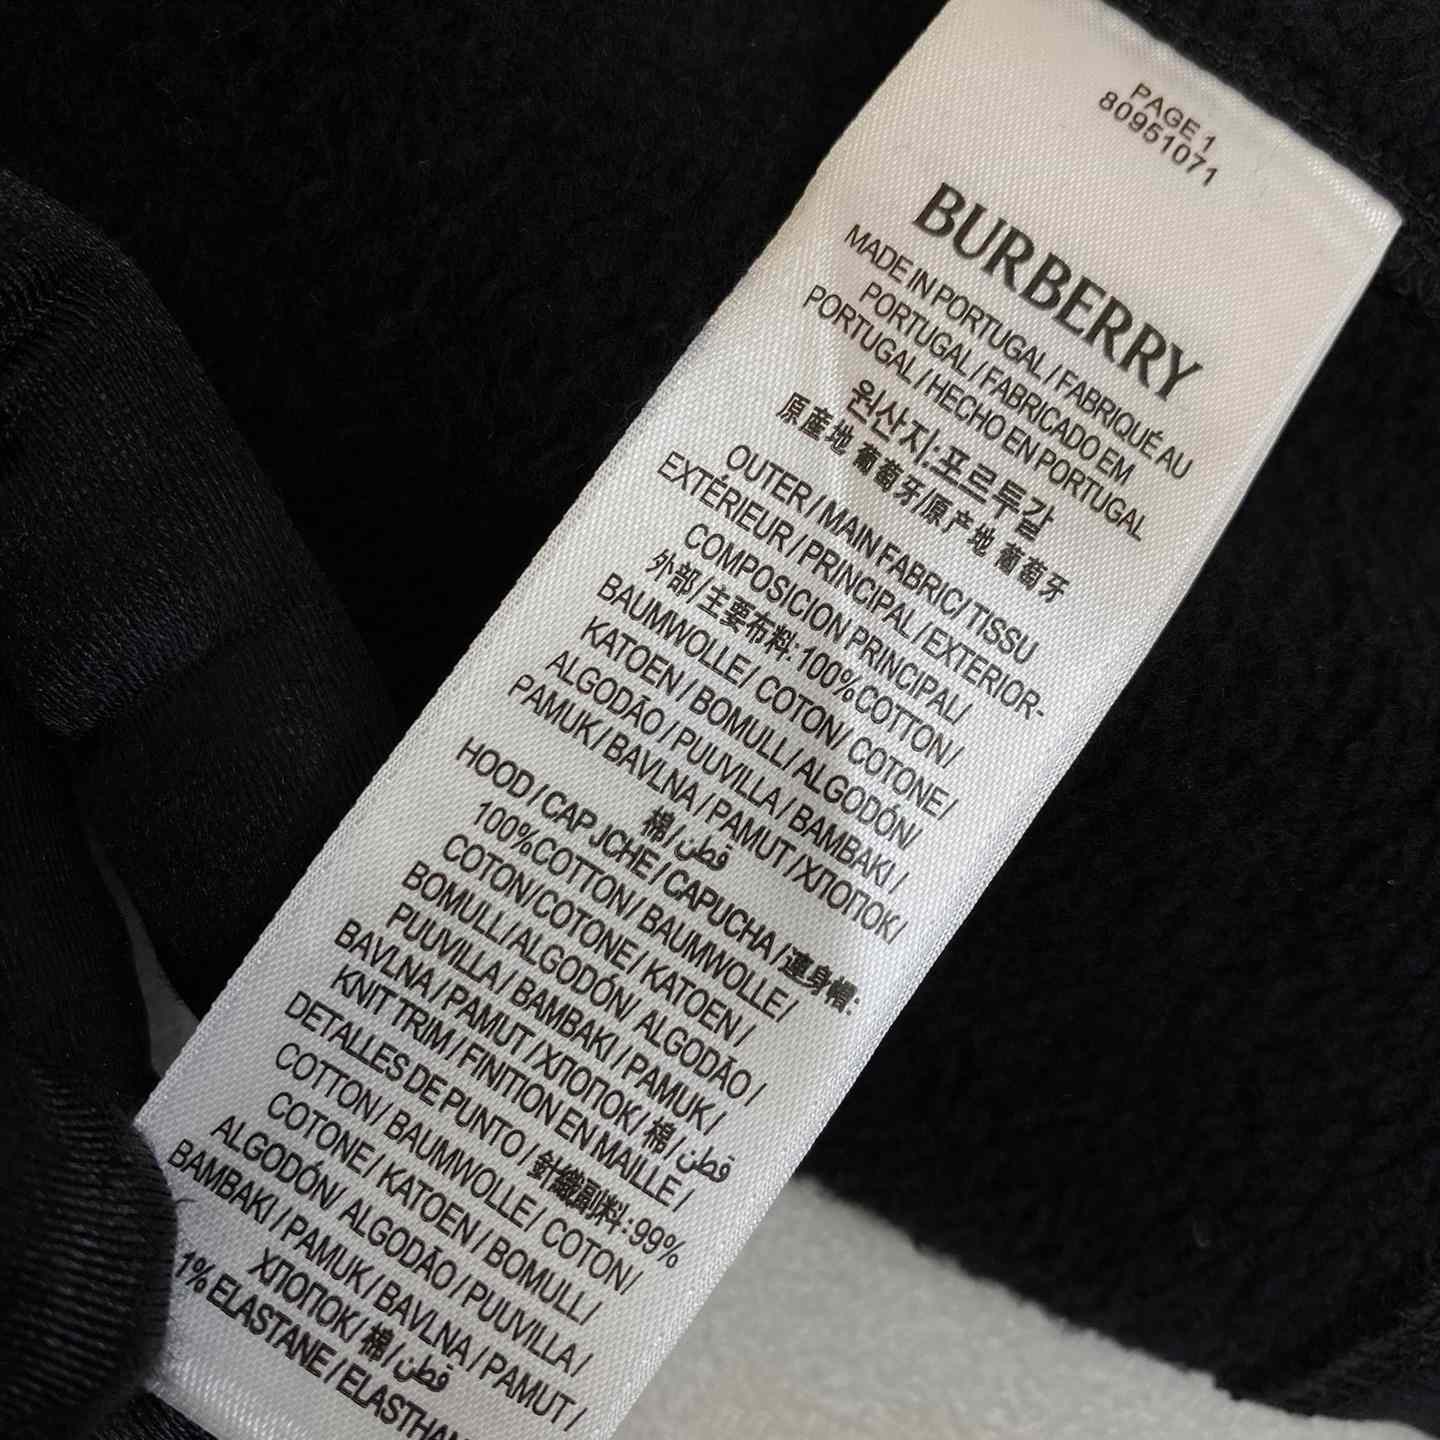 PAGE 1
80951071
BURBERRY
MADE IN PORTUGAL / FABRIQUÉ AU
PORTUGAL / FABRICADO EM
PORTUGAL / HECHO EN PORTUGAL
원산지:포르투갈
原產地 葡萄牙/原产地 葡萄牙
OUTER / MAIN FABRIC / TISSU
EXTÉRIEUR / PRINCIPAL / EXTERIOR-
COMPOSICION PRINCIPAL /
外部/主要布料:100%COTTON /
BAUMWOLLE / COTON / COTONE /
KATOEN / BOMULL / ALGODÓN/
ALGODÃO / PUUVILLA / BAMBAKI /
PAMUK / BAVLNA / PAMUT /ХЛОПОК/
棉/قطن
HOOD / CAP JCHE / CAPUCHA /連身帽:
100%COTTON/ BAUMWOLLE/
COTON/COTONE / KATOEN /
BOMULL/ALGODÓN/ ALGODÃO /
PUUVILLA / BAMBAKI / PAMUK /
BAVLNA / PAMUT /ХЛОПОК/ 棉/قطن
KNIT TRIM / FINITION EN MAILLE /
DETALLES DE PUNTO / 針織副料:99%
COTTON/ BAUMWOLLE / COTON/
COTONE / KATOEN / BOMULL /
ALGODÓN/ ALGODÃO / PUUVILLA /
BAMBAKI / PAMUK / BAVLNA / PAMUT /
ХЛОПОК/ 棉/قطن
1% ELASTANE / ELASTHAN